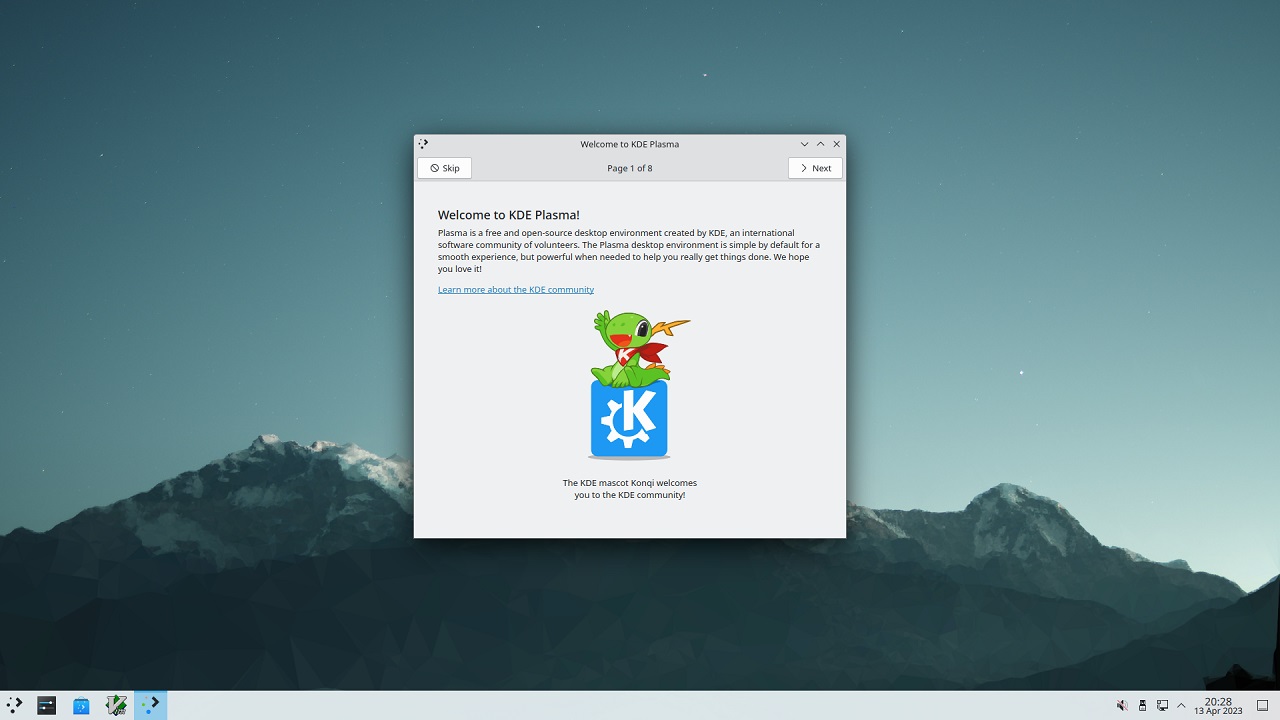 Welcome to KDE Plasma
Skip
Page 1 of 8
Next
Welcome to KDE Plasma!
Plasma is a free and open-source desktop environment created by KDE, an international
software community of volunteers. The Plasma desktop environment is simple by default for a
smooth experience, but powerful when needed to help you really get things done. We hope
you love it!
Learn more about the KDE community
K
K
The KDE mascot Konqi welcomes
you to the KDE community!
20:28
13 Apr 2023